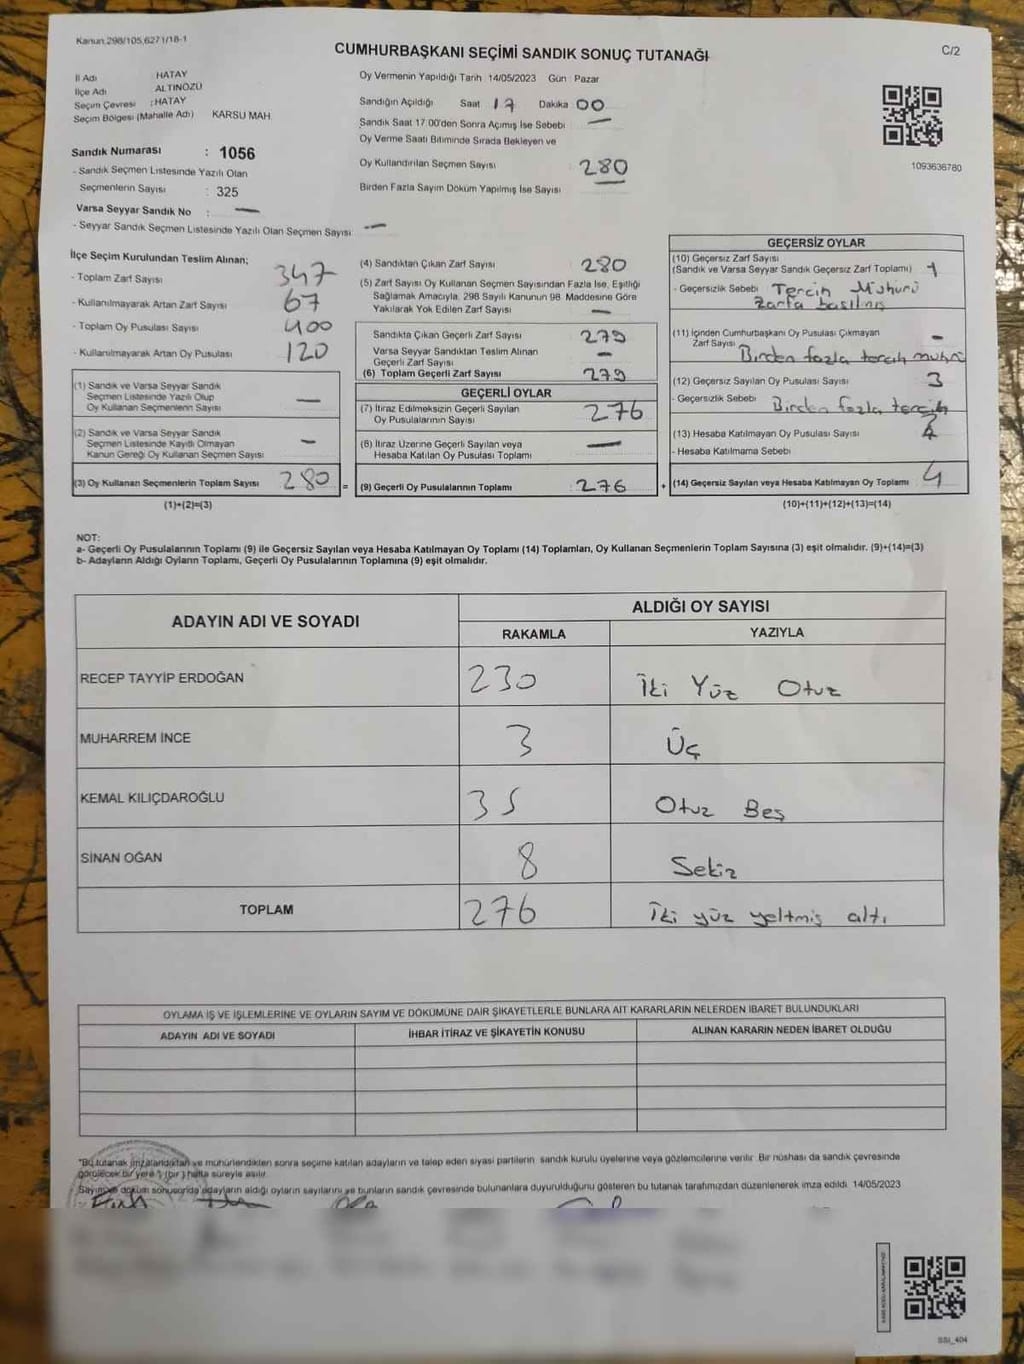 Kanun 298/105,6271/18-1
CUMHURBAŞKANI SEÇİMİ SANDIK SONUÇ TUTANAĞI
C/2
İl Adı HATAY
İlçe Adı ALTINÖZÜ
Seçim Çevresi : HATAY
Seçim Bölgesi (Mahalle Adı) KARSU MAH.
Sandık Numarası : 1056
- Sandık Seçmen Listesinde Yazılı Olan
Seçmenlerin Sayısı : 325
Varsa Seyyar Sandık No : —
- Seyyar Sandık Seçmen Listesinde Yazılı Olan Seçmen Sayısı: —
Oy Vermenin Yapıldığı Tarih 14/05/2023 Gün : Pazar
Sandığın Açıldığı Saat 17 Dakika 00
Sandık Saat 17.00'den Sonra Açımış İse Sebebi —
Oy Verme Saati Bitiminde Sırada Bekleyen ve
Oy Kullandırılan Seçmen Sayısı : 280
Birden Fazla Sayım Döküm Yapılmış İse Sayısı : —
1093636780
İlçe Seçim Kurulundan Teslim Alınan;
- Toplam Zarf Sayısı : 347
- Kullanılmayarak Artan Zarf Sayısı : 67
- Toplam Oy Pusulası Sayısı : 400
- Kullanılmayarak Artan Oy Pusulası : 120
(1) Sandık ve Varsa Seyyar Sandık
Seçmen Listesinde Yazılı Olup
Oy Kullanan Seçmenlerin Sayısı : —
(2) Sandık ve Varsa Seyyar Sandık
Seçmen Listesinde Kayıtlı Olmayan
Kanun Gereği Oy Kullanan Seçmen Sayısı : —
(3) Oy Kullanan Seçmenlerin Toplam Sayısı : 280 =
(1)+(2)=(3)
(4) Sandıktan Çıkan Zarf Sayısı : 280
(5) Zarf Sayısı Oy Kullanan Seçmen Sayısından Fazla İse, Eşitliği
Sağlamak Amacıyla, 298 Sayılı Kanunun 98. Maddesine Göre
Yakılarak Yok Edilen Zarf Sayısı : —
Sandıkta Çıkan Geçerli Zarf Sayısı : 279
Varsa Seyyar Sandıktan Teslim Alınan
Geçerli Zarf Sayısı : —
(6) Toplam Geçerli Zarf Sayısı : 279
GEÇERLİ OYLAR
(7) İtiraz Edilmeksizin Geçerli Sayılan
Oy Pusulalarının Sayısı : 276
(8) İtiraz Üzerine Geçerli Sayılan veya
Hesaba Katılan Oy Pusulası Toplamı : —
(9) Geçerli Oy Pusulalarının Toplamı : 276 +
GEÇERSİZ OYLAR
(10) Geçersiz Zarf Sayısı
(Sandık ve Varsa Seyyar Sandık Geçersiz Zarf Toplamı) : 1
- Geçersizlik Sebebi Tercih Mühürü
Zarfa basılmış
(11) İçinden Cumhurbaşkanı Oy Pusulası Çıkmayan
Zarf Sayısı : —
Birden fazla tercih mührü
(12) Geçersiz Sayılan Oy Pusulası Sayısı : 3
- Geçersizlik Sebebi Birden fazla tercih
(13) Hesaba Katılmayan Oy Pusulası Sayısı :
- Hesaba Katılmama Sebebi
(14) Geçersiz Sayılan veya Hesaba Katılmayan Oy Toplamı : 4
(10)+(11)+(12)+(13)=(14)
NOT:
a- Geçerli Oy Pusulalarının Toplamı (9) ile Geçersiz Sayılan veya Hesaba Katılmayan Oy Toplamı (14) Toplamları, Oy Kullanan Seçmenlerin Toplam Sayısına (3) eşit olmalıdır. (9)+(14)=(3)
b- Adayların Aldığı Oyların Toplamı, Geçerli Oy Pusulalarının Toplamına (9) eşit olmalıdır.
ADAYIN ADI VE SOYADI
ALDIĞI OY SAYISI
RAKAMLA YAZIYLA
RECEP TAYYİP ERDOĞAN 230 İki Yüz Otuz
MUHARREM İNCE 3 Üç
KEMAL KILIÇDAROĞLU 35 Otuz Beş
SİNAN OĞAN 8 Sekiz
TOPLAM 276 İki yüz yeltmiş altı
OYLAMA İŞ VE İŞLEMLERİNE VE OYLARIN SAYIM VE DÖKÜMÜNE DAİR ŞİKAYETLERLE BUNLARA AİT KARARLARIN NELERDEN İBARET BULUNDUKLARI
ADAYIN ADI VE SOYADI İHBAR İTİRAZ VE ŞİKAYETİN KONUSU ALINAN KARARIN NEDEN İBARET OLDUĞU
*Bu tutanak imzalandıktan ve mühürlendikten sonra seçime katılan adayların ve talep eden siyasi partilerin sandık kurulu üyelerine veya gözlemcilerine verilir. Bir nüshası da sandık çevresinde
görülecek bir yere 1 (bir) hafta süreyle asılır.
Sayım ve döküm sonucunda adayların aldığı oyların sayılarını ve bunların sandık çevresinde bulunanlara duyurulduğunu gösteren bu tutanak tarafımızdan düzenlenerek imza edildi. 14/05/2023
SSI_404